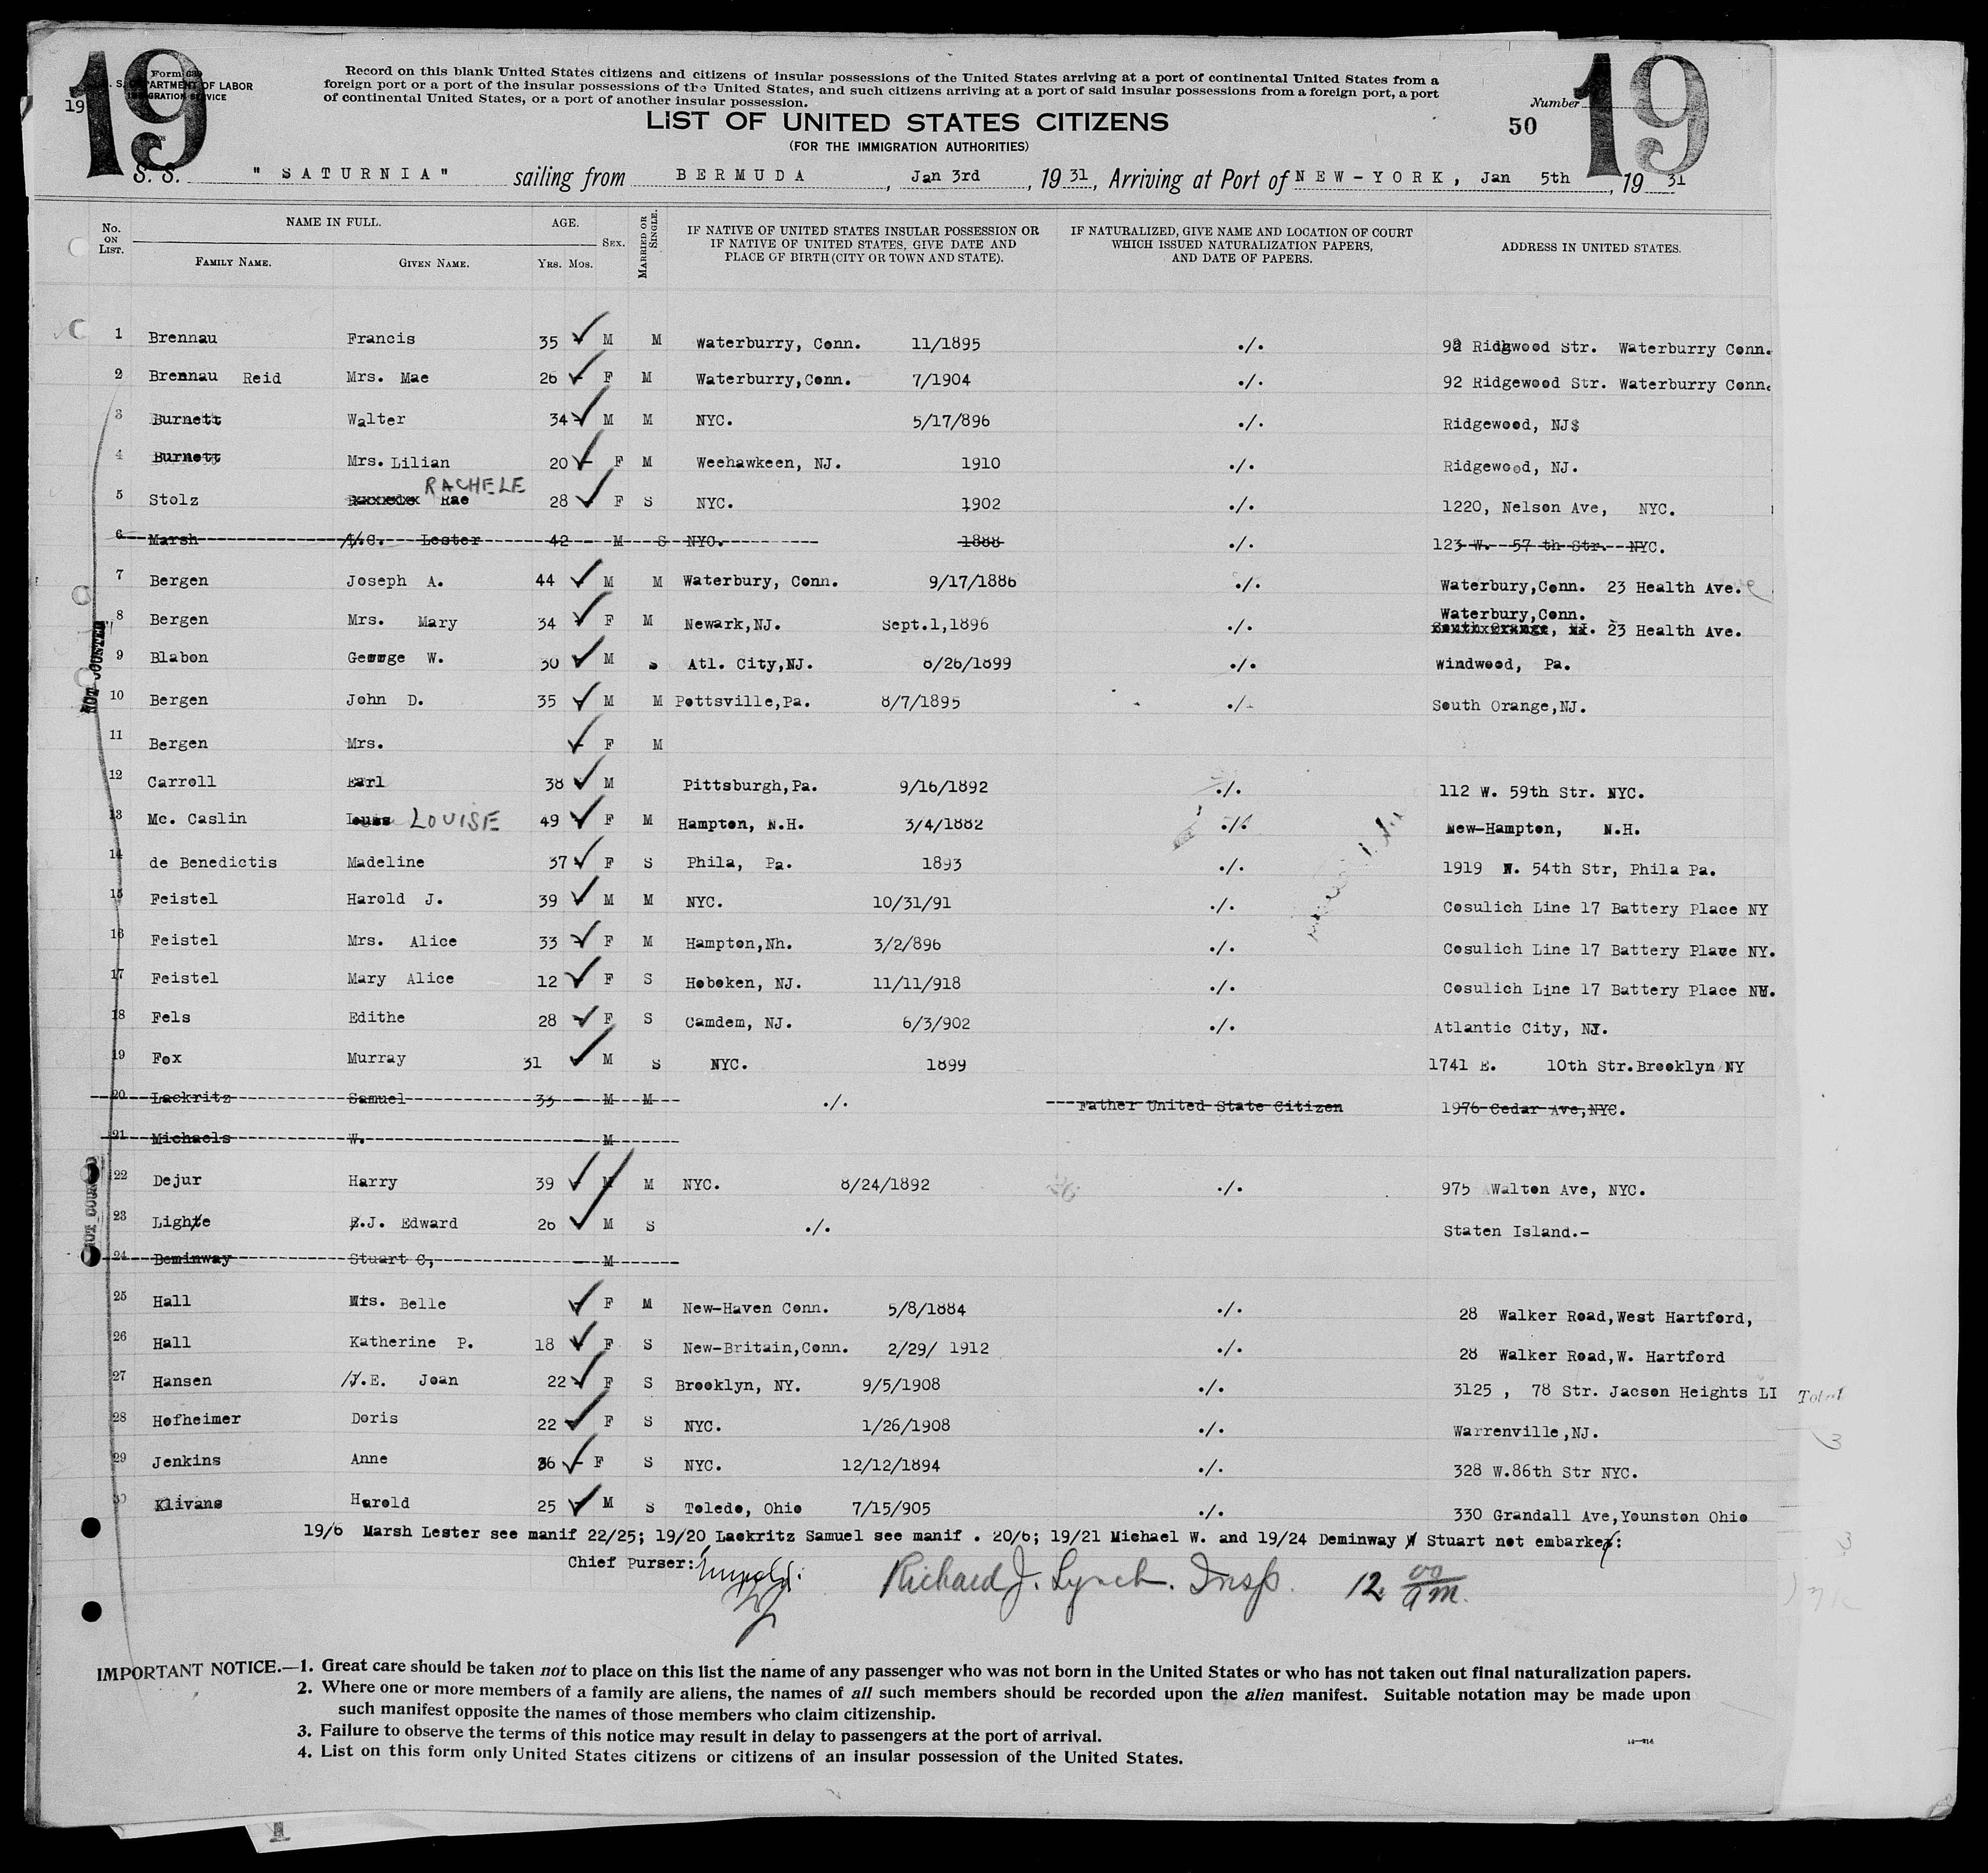 19
19
Form 639
U. S. DEPARTMENT OF LABOR
IMMIGRATION SERVICE
19
Record on this blank United States citizens and citizens of insular possessions of the United States arriving at a port of continental United States from a
foreign port or a port of the insular possessions of the United States, and such citizens arriving at a port of said insular possessions from a foreign port, a port
of continental United States, or a port of another insular possession.
Number
LIST OF UNITED STATES CITIZENS
50
(FOR THE IMMIGRATION AUTHORITIES)
S. S. "SATURNIA" sailing from BERMUDA, Jan 3rd, 1931, Arriving at Port of NEW-YORK, Jan 5th, 1931
No. ON LIST. NAME IN FULL. FAMILY NAME. GIVEN NAME. AGE. YRS. MOS. SEX. MARRIED OR SINGLE. IF NATIVE OF UNITED STATES INSULAR POSSESSION OR IF NATIVE OF UNITED STATES, GIVE DATE AND PLACE OF BIRTH (CITY OR TOWN AND STATE). IF NATURALIZED, GIVE NAME AND LOCATION OF COURT WHICH ISSUED NATURALIZATION PAPERS, AND DATE OF PAPERS. ADDRESS IN UNITED STATES.
1 Brennau Francis 35 M M Waterburry, Conn. 11/1895 ./. 92 Ridgwood Str. Waterburry Conn.
2 Brennau Reid Mrs. Mae 26 F M Waterburry,Conn. 7/1904 ./. 92 Ridgewood Str. Waterburry Conn.
3 Burnett Walter 34 M M NYC. 5/17/896 ./. Ridgewood, NJ$
4 Burnett Mrs. Lilian 20 F M Weehawkeen, NJ. 1910 ./. Ridgewood, NJ.
5 Stolz Rae RACHELE 28 F S NYC. 1902 ./. 1220, Nelson Ave, NYC.
6 Marsh C. Lester 42 M S NYC. 1888 ./. 123 W. 57 th Str. NYC.
7 Bergen Joseph A. 44 M M Waterbury, Conn. 9/17/1886 ./. Waterbury,Conn. 23 Health Ave.
8 Bergen Mrs. Mary 34 F M Newark,NJ. Sept.1,1896 ./. Waterbury,Conn. South Orange, NJ. 23 Health Ave.
9 Blabon George W. 30 M S Atl. City,NJ. 8/26/1899 ./. Windwood, Pa.
10 Bergen John D. 35 M M Pottsville,Pa. 8/7/1895 ./. South Orange,NJ.
11 Bergen Mrs. F M
12 Carroll Earl 38 M Pittsburgh,Pa. 9/16/1892 ./. 112 W. 59th Str. NYC.
13 Mc. Caslin LOUISE 49 F M Hampton, N.H. 3/4/1882 ./. New-Hampton, N.H.
14 de Benedictis Madeline 37 F S Phila, Pa. 1893 ./. 1919 N. 54th Str, Phila Pa.
15 Feistel Harold J. 39 M M NYC. 10/31/91 ./. Cosulich Line 17 Battery Place NY
16 Feistel Mrs. Alice 33 F M Hampton,Nh. 3/2/896 ./. Cosulich Line 17 Battery Place NY.
17 Feistel Mary Alice 12 F S Hoboken, NJ. 11/11/918 ./. Cosulich Line 17 Battery Place NY.
18 Fels Edithe 28 F S Camdem, NJ. 6/3/902 ./. Atlantic City, NJ.
19 Fox Murray 31 M S NYC. 1899 1741 E. 10th Str.Brooklyn NY
20 Lackritz Samuel 33 M M ./. Father United State Citizen 1976 Cedar Ave,NYC.
21 Michaels W. M
22 Dejur Harry 39 M M NYC. 8/24/1892 ./. 975 Walton Ave, NYC.
23 Lighte E.J. Edward 26 M S ./. Staten Island.-
24 Deminway Stuart C, M
25 Hall Mrs. Belle F M New-Haven Conn. 5/8/1884 ./. 28 Walker Road,West Hartford,
26 Hall Katherine P. 18 F S New-Britain,Conn. 2/29/ 1912 ./. 28 Walker Road,W. Hartford
27 Hansen J.E. Joan 22 F S Brooklyn, NY. 9/5/1908 ./. 3125 , 78 Str. Jacson Heights LI
28 Hofheimer Doris 22 F S NYC. 1/26/1908 ./. Warrenville,NJ.
29 Jenkins Anne 36 F S NYC. 12/12/1894 ./. 328 W.86th Str NYC.
30 Klivans Harold 25 M S Toledo, Ohio 7/15/905 ./. 330 Grandall Ave,Younston Ohio
NOT COUNTED
NOT COUNTED
Total
3
19/6 Marsh Lester see manif 22/25; 19/20 Lackritz Samuel see manif . 20/6; 19/21 Michael W. and 19/24 Deminway Stuart not embarked:
Chief Purser:
Richard J. Lynch. Insp. 12 00 am.
IMPORTANT NOTICE.—1. Great care should be taken not to place on this list the name of any passenger who was not born in the United States or who has not taken out final naturalization papers.
2. Where one or more members of a family are aliens, the names of all such members should be recorded upon the alien manifest. Suitable notation may be made upon
such manifest opposite the names of those members who claim citizenship.
3. Failure to observe the terms of this notice may result in delay to passengers at the port of arrival.
4. List on this form only United States citizens or citizens of an insular possession of the United States.